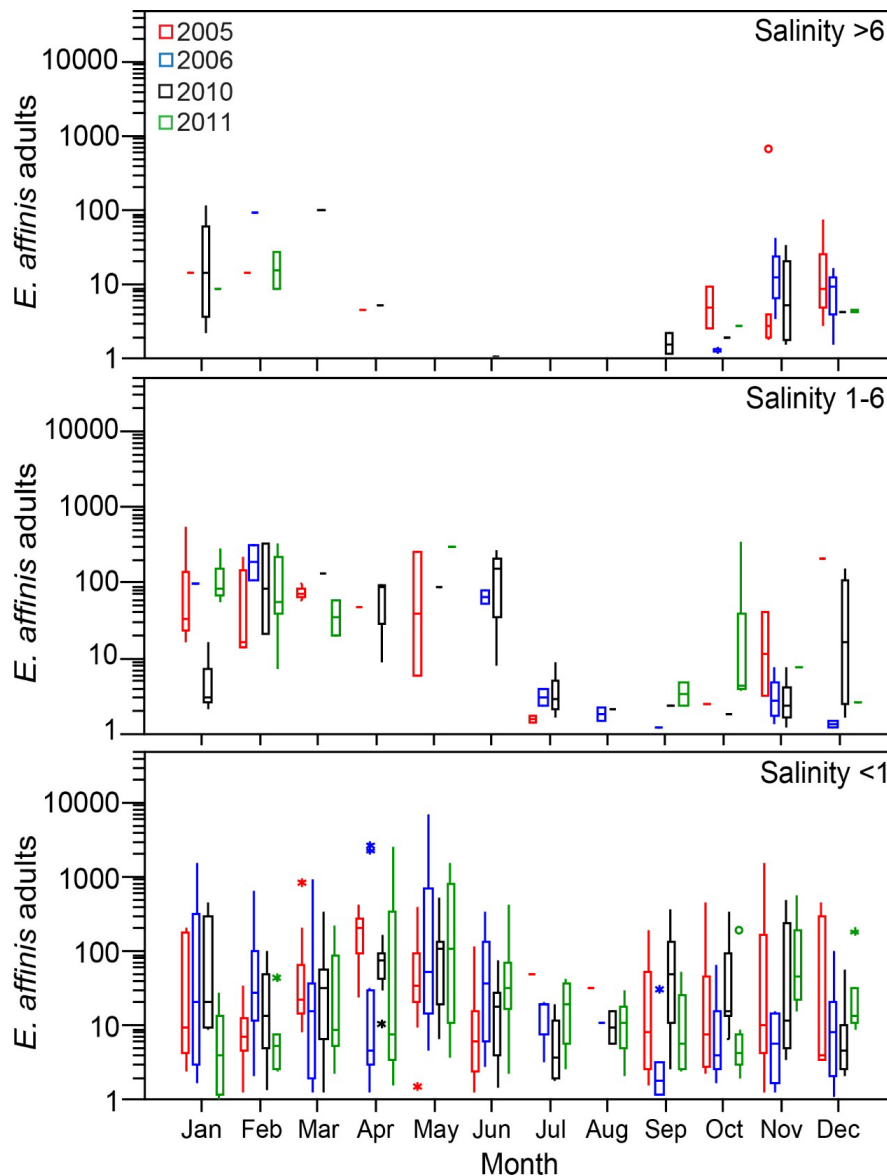 Salinity >6
2005
2006
2010
2011
E. affinis adults
10000
1000
100
10
1
Salinity 1-6
E. affinis adults
10000
1000
100
10
1
Salinity <1
E. affinis adults
10000
1000
100
10
1
Jan Feb Mar Apr May Jun Jul Aug Sep Oct Nov Dec
Month